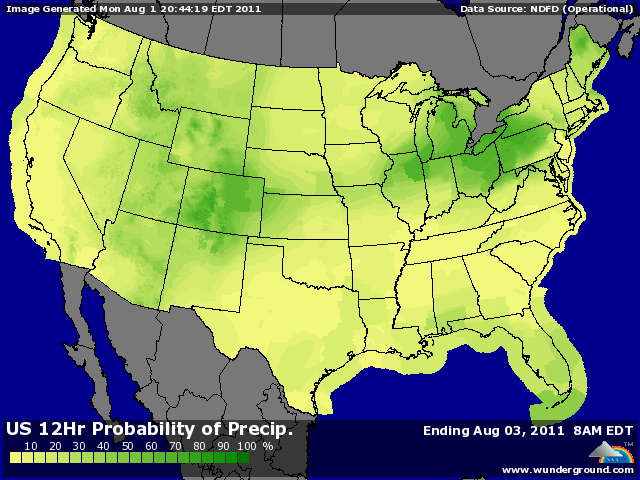 Image Generated Mon Aug 1 20:44:19 EDT 2011 Data Source: NDFD (Operational)
US 12Hr Probability of Precip. Ending Aug 03, 2011 8AM EDT
10 20 30 40 50 60 70 80 90 100 %
TM
www.wunderground.com